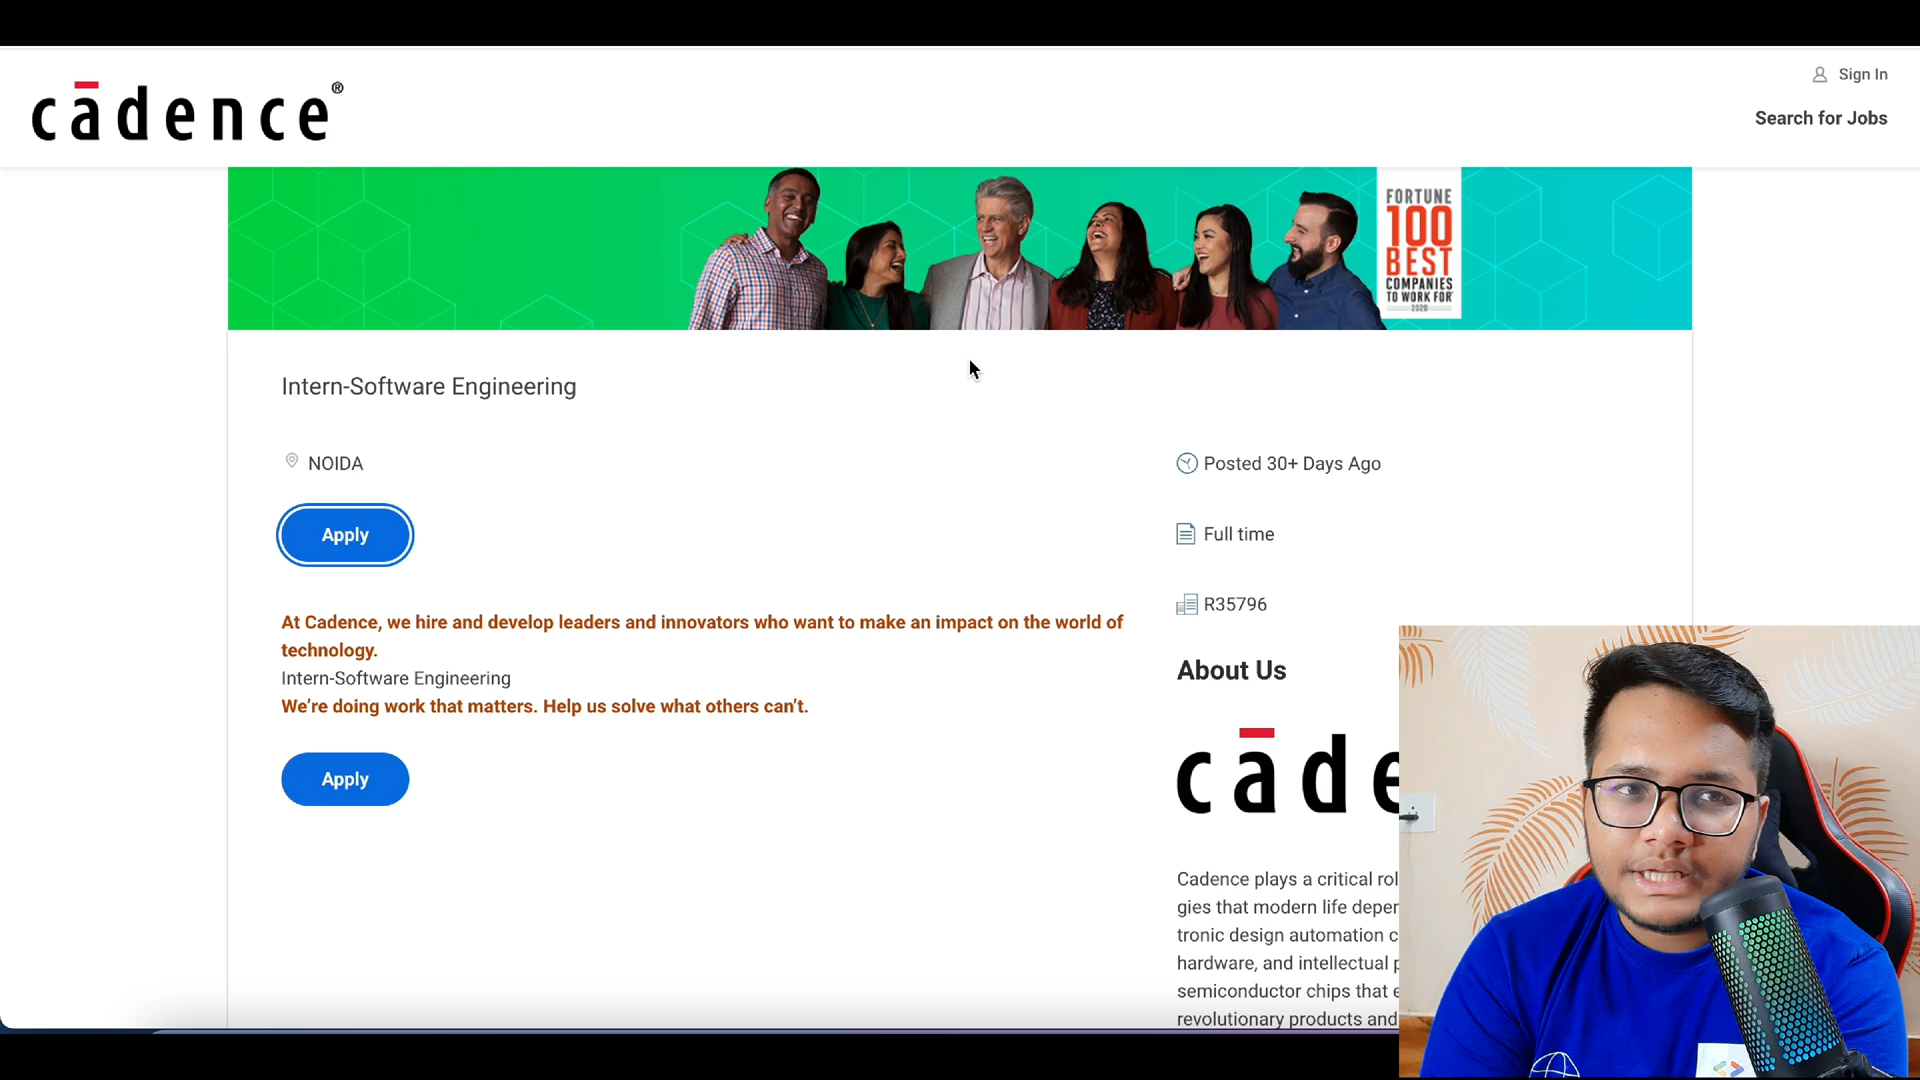 cadence®
Sign In
Search for Jobs
FORTUNE
100
BEST
COMPANIES
TO WORK FOR
2020
Intern-Software Engineering
NOIDA
Posted 30+ Days Ago
Apply
Full time
R35796
At Cadence, we hire and develop leaders and innovators who want to make an impact on the world of
technology.
Intern-Software Engineering
We're doing work that matters. Help us solve what others can't.
Apply
About Us
cade
Cadence plays a critical rol
gies that modern life deper
tronic design automation c
hardware, and intellectual p
semiconductor chips that e
revolutionary products and